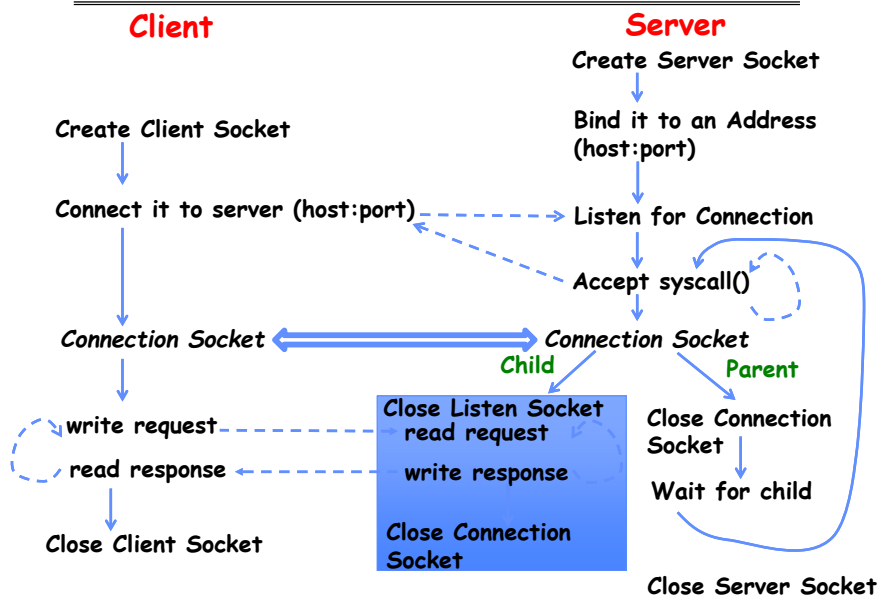 Client
Server
Create Server Socket
Create Client Socket
Bind it to an Address
(host:port)
Connect it to server (host:port)
Listen for Connection
Accept syscall()
Connection Socket
Connection Socket
Child
Parent
Close Listen Socket
write request
read request
Close Connection
Socket
read response
write response
Wait for child
Close Client Socket
Close Connection
Socket
Close Server Socket